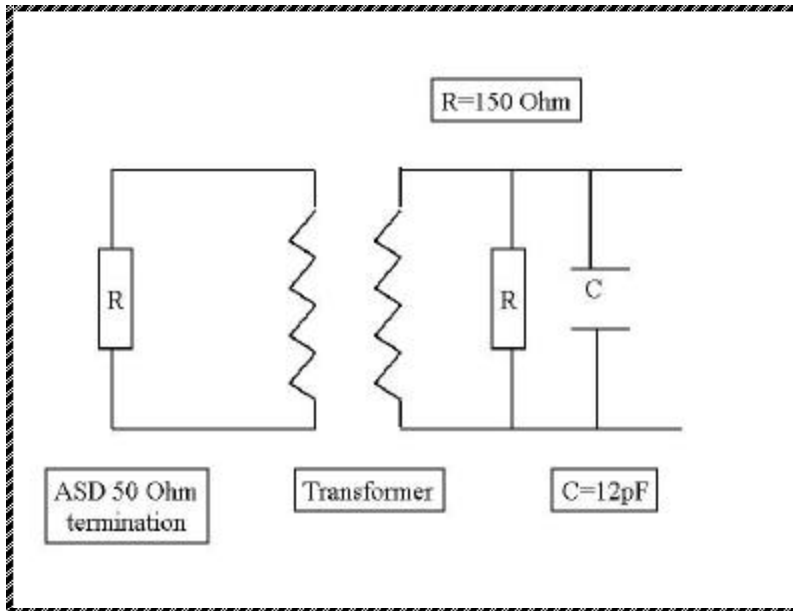 R=150 Ohm
R
R
C
ASD 50 Ohm
termination
Transformer
C=12pF